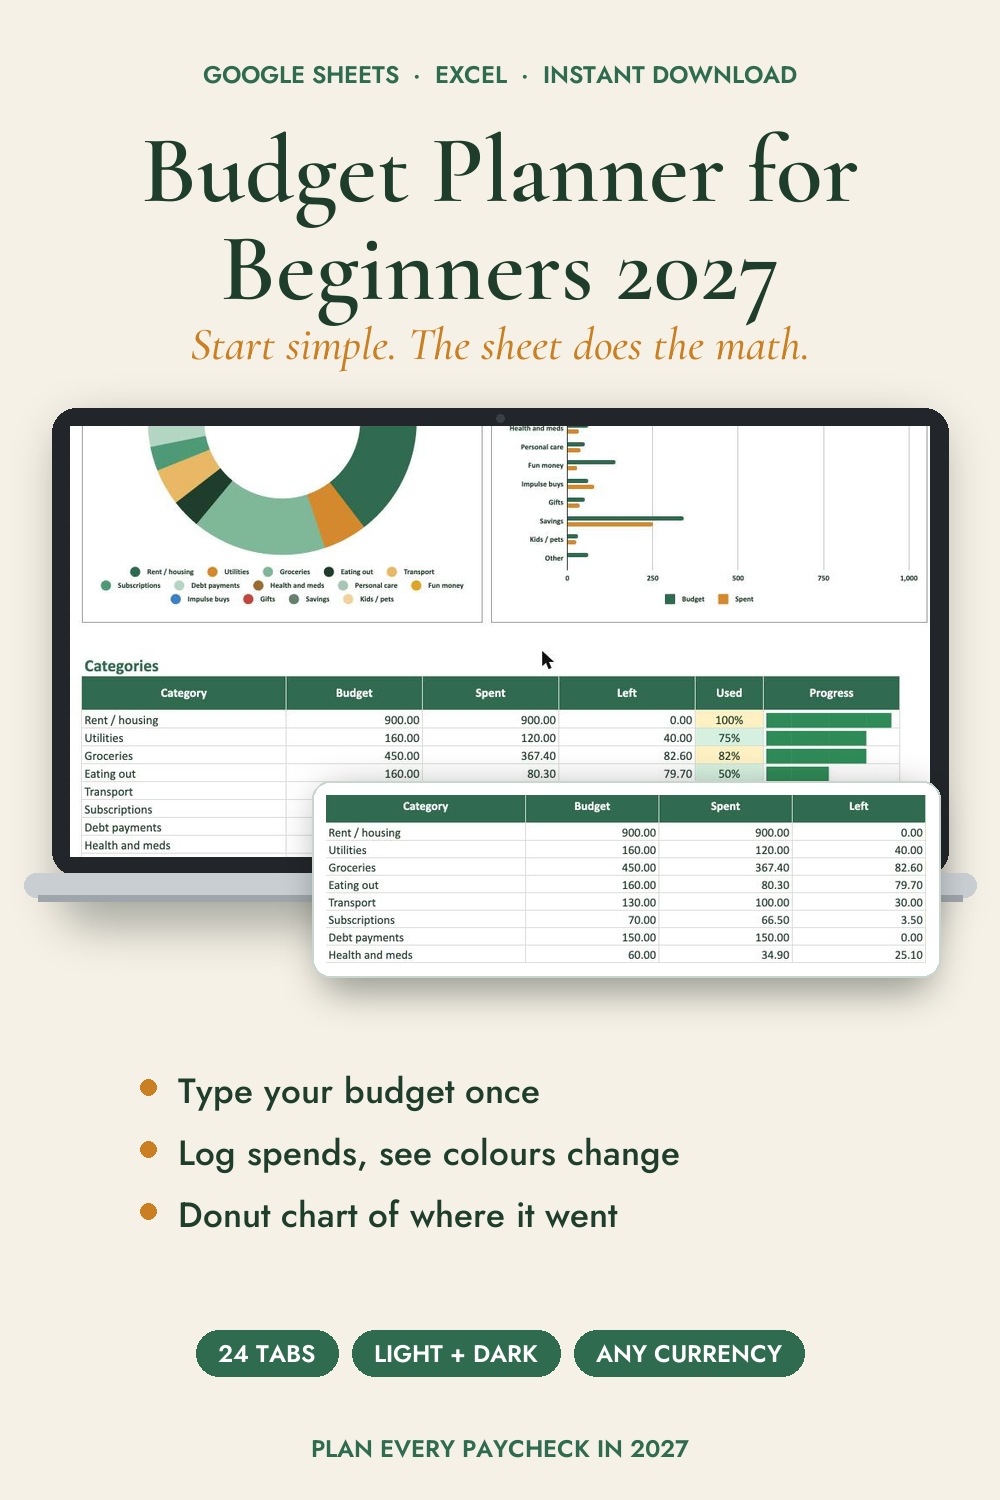 GOOGLE SHEETS · EXCEL · INSTANT DOWNLOAD
Budget Planner for
Beginners 2027
Start simple. The sheet does the math.
Rent / housing Utilities Groceries Eating out Transport
Subscriptions Debt payments Health and meds Personal care Fun money
Impulse buys Gifts Savings Kids / pets
Health and meds
Personal care
Fun money
Impulse buys
Gifts
Savings
Kids / pets
Other
0 250 500 750 1,000
Budget Spent
Categories
Category Budget Spent Left Used Progress
Rent / housing 900.00 900.00 0.00 100%
Utilities 160.00 120.00 40.00 75%
Groceries 450.00 367.40 82.60 82%
Eating out 160.00 80.30 79.70 50%
Transport
Subscriptions
Debt payments
Health and meds
Category Budget Spent Left
Rent / housing 900.00 900.00 0.00
Utilities 160.00 120.00 40.00
Groceries 450.00 367.40 82.60
Eating out 160.00 80.30 79.70
Transport 130.00 100.00 30.00
Subscriptions 70.00 66.50 3.50
Debt payments 150.00 150.00 0.00
Health and meds 60.00 34.90 25.10
Type your budget once
Log spends, see colours change
Donut chart of where it went
24 TABS LIGHT + DARK ANY CURRENCY
PLAN EVERY PAYCHECK IN 2027